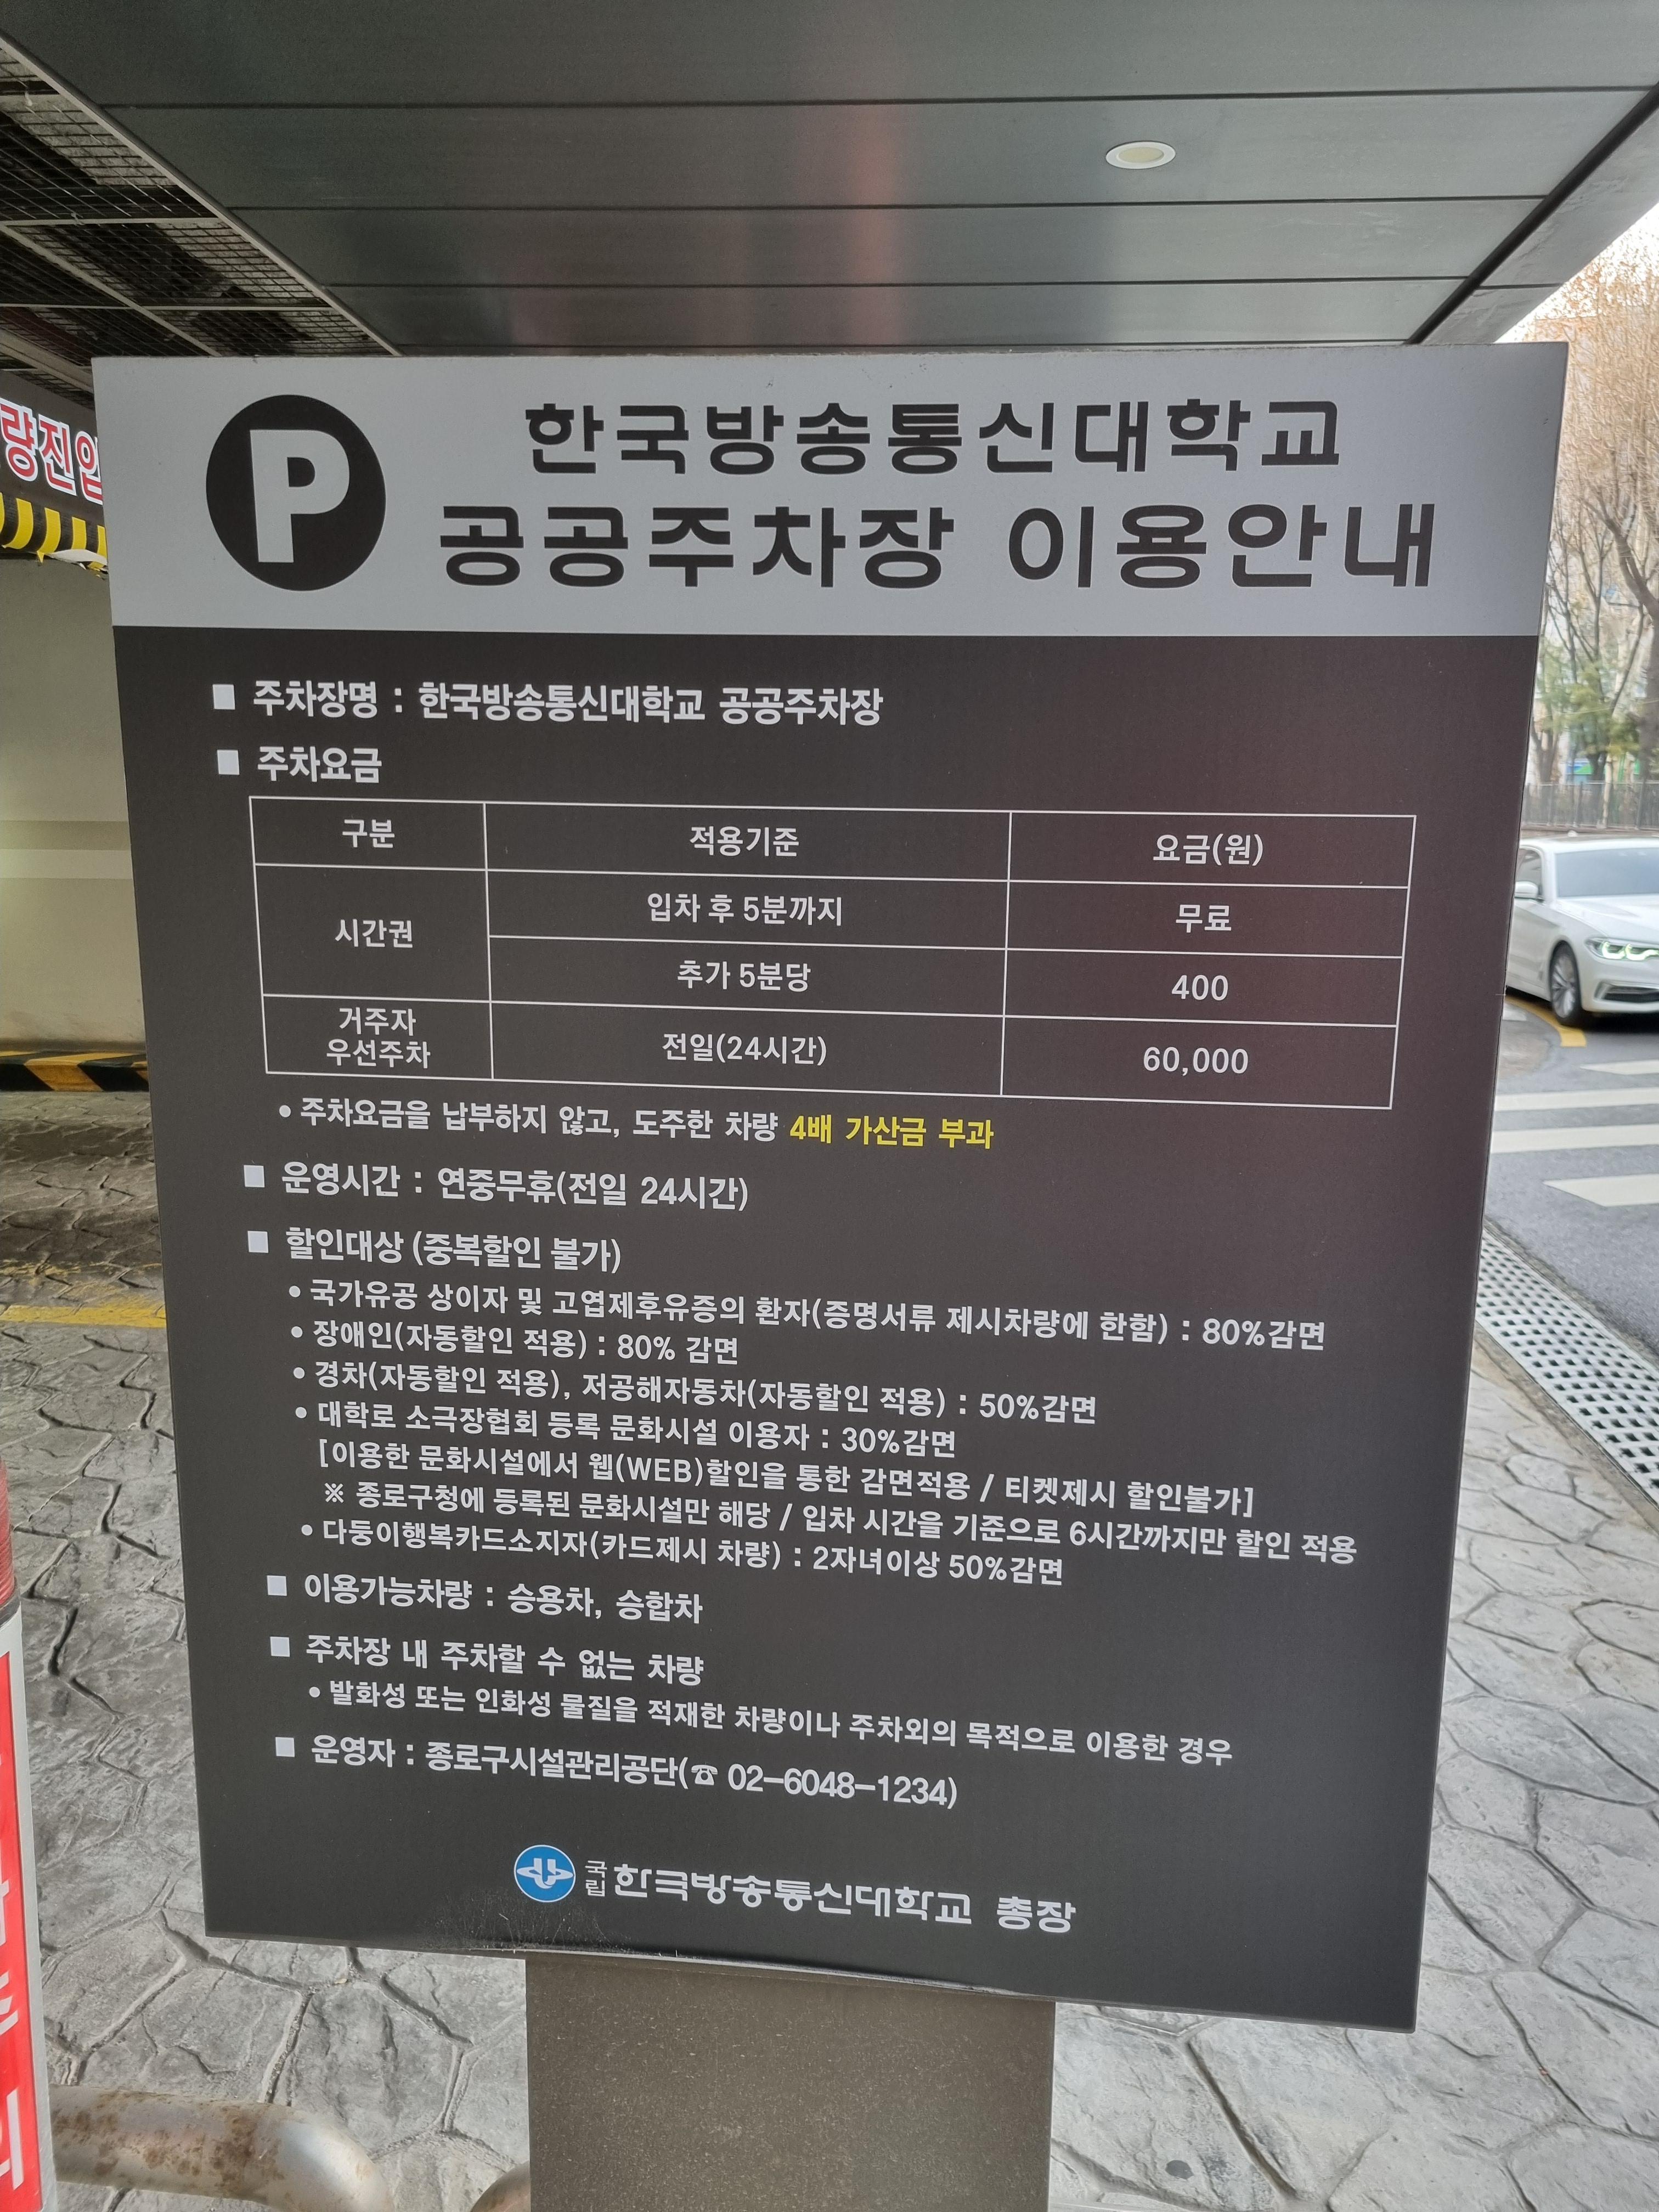 량진입
P
한국방송통신대학교
공공주차장 이용안내
■ 주차장명 : 한국방송통신대학교 공공주차장
■ 주차요금
구분 적용기준 요금(원)
시간권 입차 후 5분까지 무료
추가 5분당 400
거주자
우선주차 전일(24시간) 60,000
• 주차요금을 납부하지 않고, 도주한 차량 4배 가산금 부과
■ 운영시간 : 연중무휴(전일 24시간)
■ 할인대상 (중복할인 불가)
• 국가유공 상이자 및 고엽제후유증의 환자(증명서류 제시차량에 한함) : 80%감면
• 장애인(자동할인 적용) : 80% 감면
• 경차(자동할인 적용), 저공해자동차(자동할인 적용) : 50%감면
• 대학로 소극장협회 등록 문화시설 이용자 : 30%감면
[이용한 문화시설에서 웹(WEB)할인을 통한 감면적용 / 티켓제시 할인불가]
※ 종로구청에 등록된 문화시설만 해당 / 입차 시간을 기준으로 6시간까지만 할인 적용
• 다둥이행복카드소지자(카드제시 차량) : 2자녀이상 50%감면
■ 이용가능차량 : 승용차, 승합차
■ 주차장 내 주차할 수 없는 차량
• 발화성 또는 인화성 물질을 적재한 차량이나 주차외의 목적으로 이용한 경우
■ 운영자 : 종로구시설관리공단(☎ 02-6048-1234)
국립 한국방송통신대학교 총장